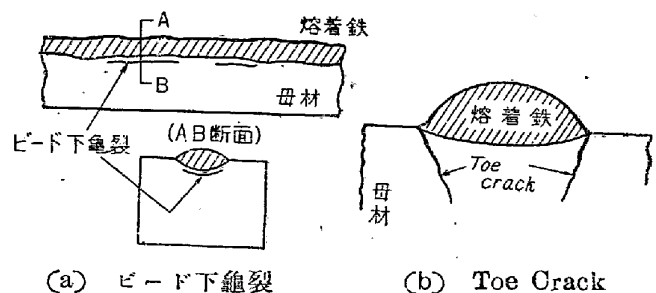 A
熔着鉄
B
母材
ビード下亀裂
(AB断面)
(a) ビード下龜裂
熔着鉄
Toe
crack
母材
(b) Toe Crack